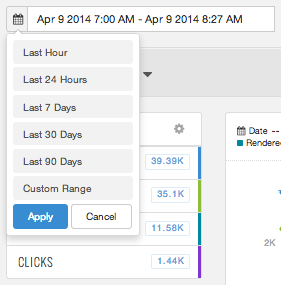 Apr 9 2014 7:00 AM - Apr 9 2014 8:27 AM
Last Hour
Last 24 Hours
Last 7 Days
Last 30 Days
Last 90 Days
Custom Range
Apply Cancel
39.39K
35.1K
11.58K
CLICKS 1.44K
Date --
Rendered
2K